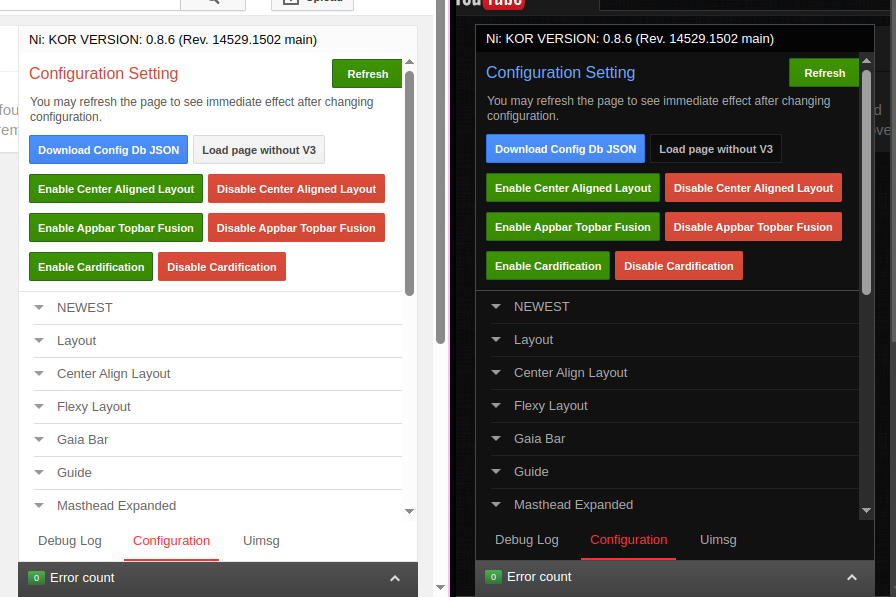 Upload
YouTube
Ni: KOR VERSION: 0.8.6 (Rev. 14529.1502 main)
Configuration Setting
Refresh
You may refresh the page to see immediate effect after changing
configuration.
Download Config Db JSON
Load page without V3
Enable Center Aligned Layout
Disable Center Aligned Layout
Enable Appbar Topbar Fusion
Disable Appbar Topbar Fusion
Enable Cardification
Disable Cardification
NEWEST
Layout
Center Align Layout
Flexy Layout
Gaia Bar
Guide
Masthead Expanded
Debug Log
Configuration
Uimsg
0 Error count
Ni: KOR VERSION: 0.8.6 (Rev. 14529.1502 main)
Configuration Setting
Refresh
You may refresh the page to see immediate effect after changing
configuration.
Download Config Db JSON
Load page without V3
Enable Center Aligned Layout
Disable Center Aligned Layout
Enable Appbar Topbar Fusion
Disable Appbar Topbar Fusion
Enable Cardification
Disable Cardification
NEWEST
Layout
Center Align Layout
Flexy Layout
Gaia Bar
Guide
Masthead Expanded
Debug Log
Configuration
Uimsg
0 Error count